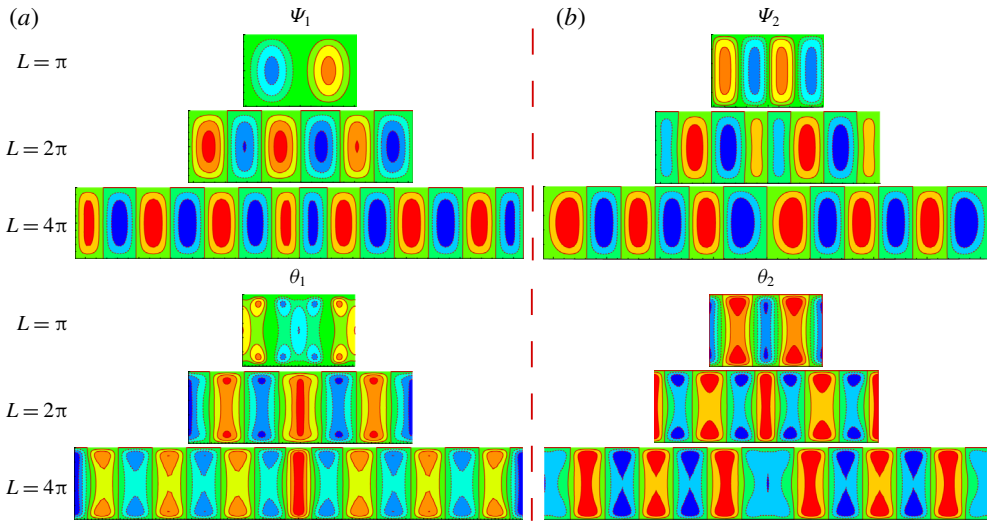 (a) Ψ1 (b) Ψ2
L = π
L = 2π
L = 4π
θ1 θ2
L = π
L = 2π
L = 4π